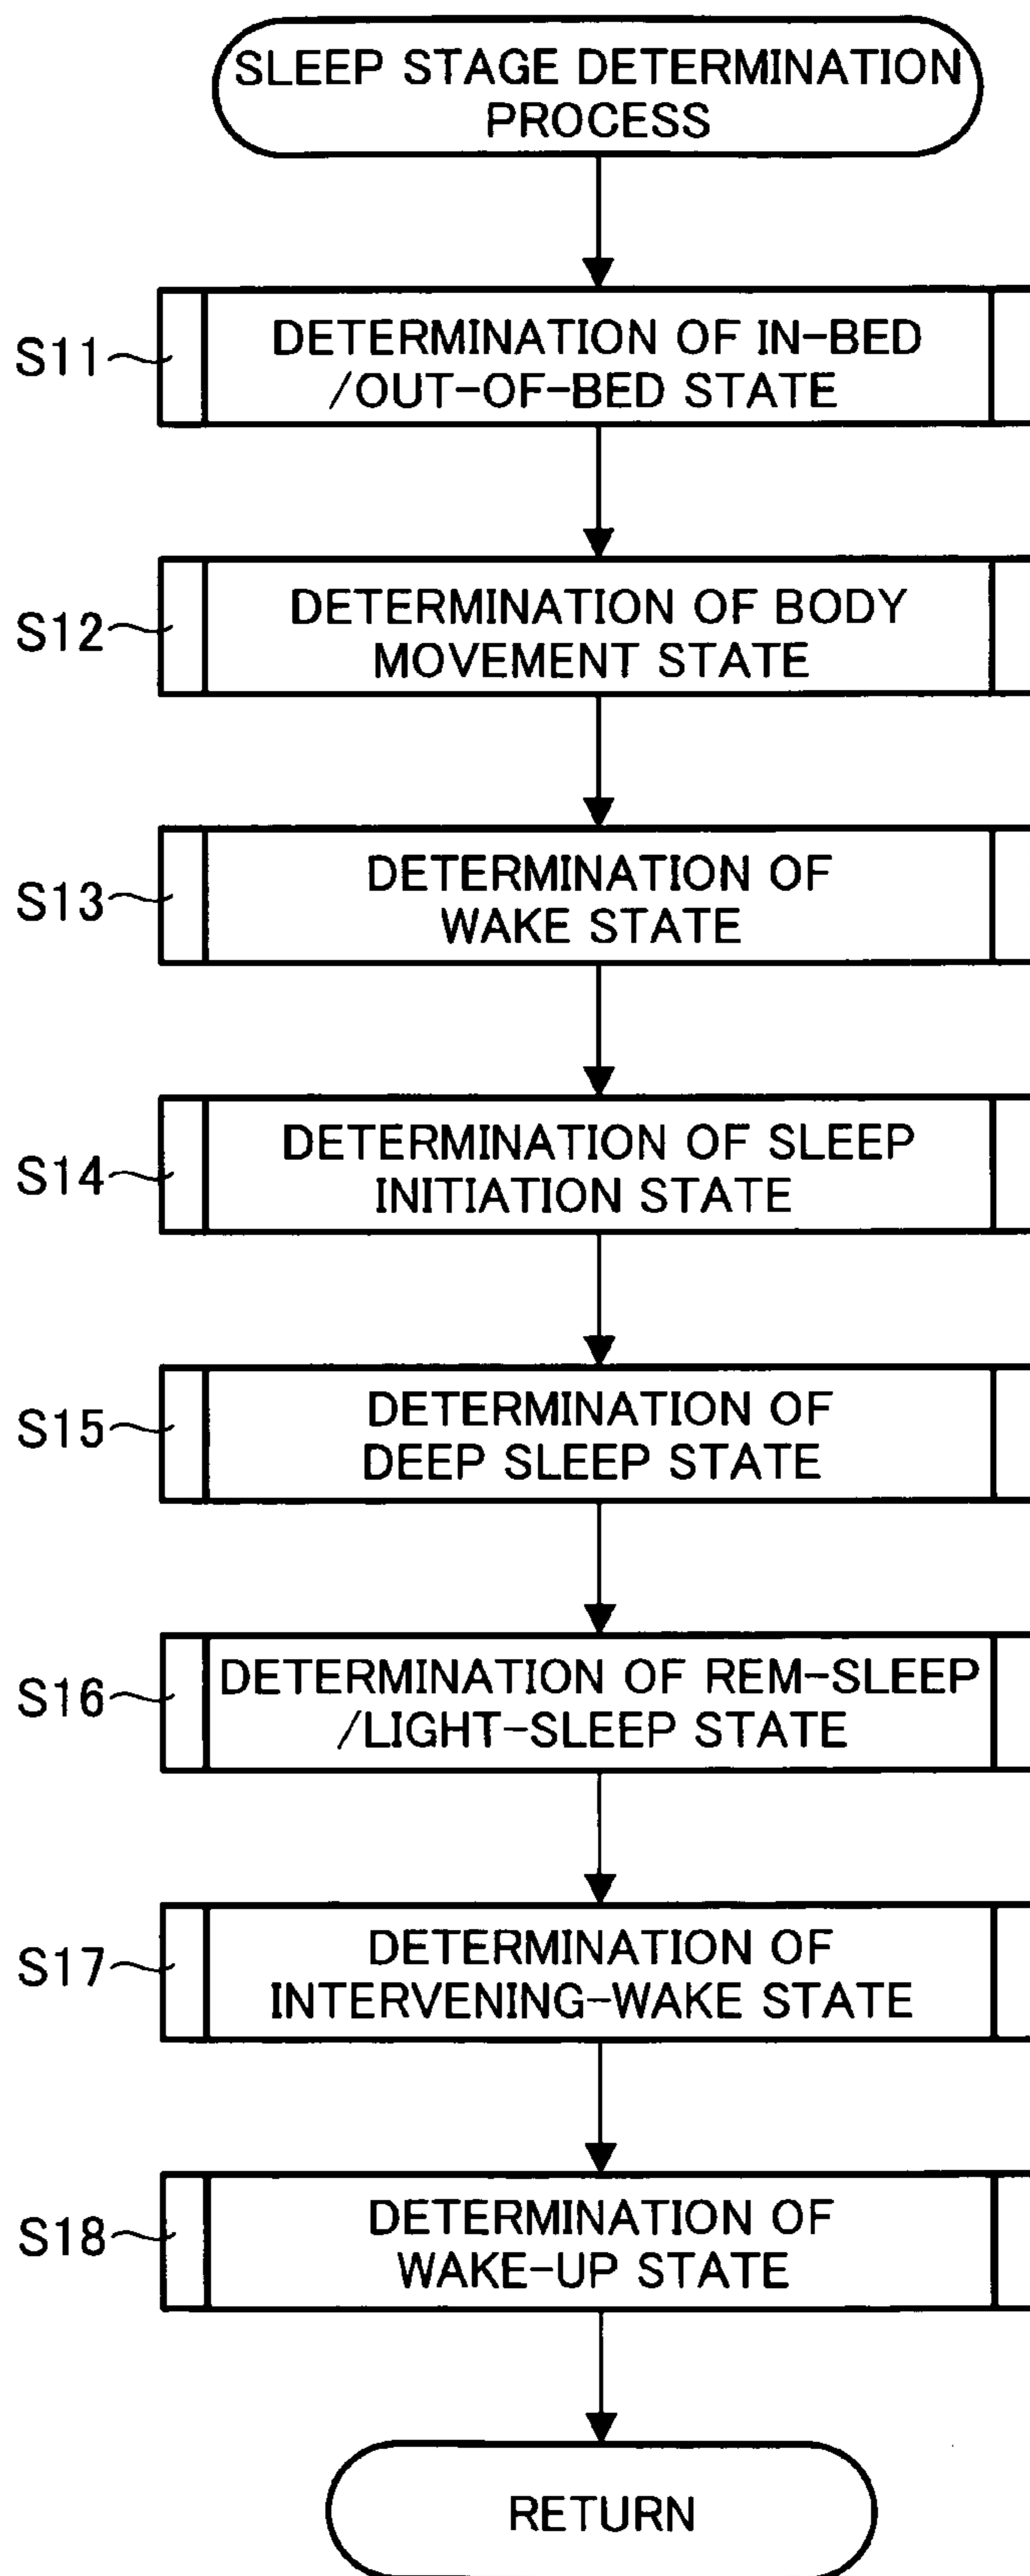 SLEEP STAGE DETERMINATION
PROCESS
S11
DETERMINATION OF IN-BED
/OUT-OF-BED STATE
S12
DETERMINATION OF BODY
MOVEMENT STATE
S13
DETERMINATION OF
WAKE STATE
S14
DETERMINATION OF SLEEP
INITIATION STATE
S15
DETERMINATION OF
DEEP SLEEP STATE
S16
DETERMINATION OF REM-SLEEP
/LIGHT-SLEEP STATE
S17
DETERMINATION OF
INTERVENING-WAKE STATE
S18
DETERMINATION OF
WAKE-UP STATE
RETURN